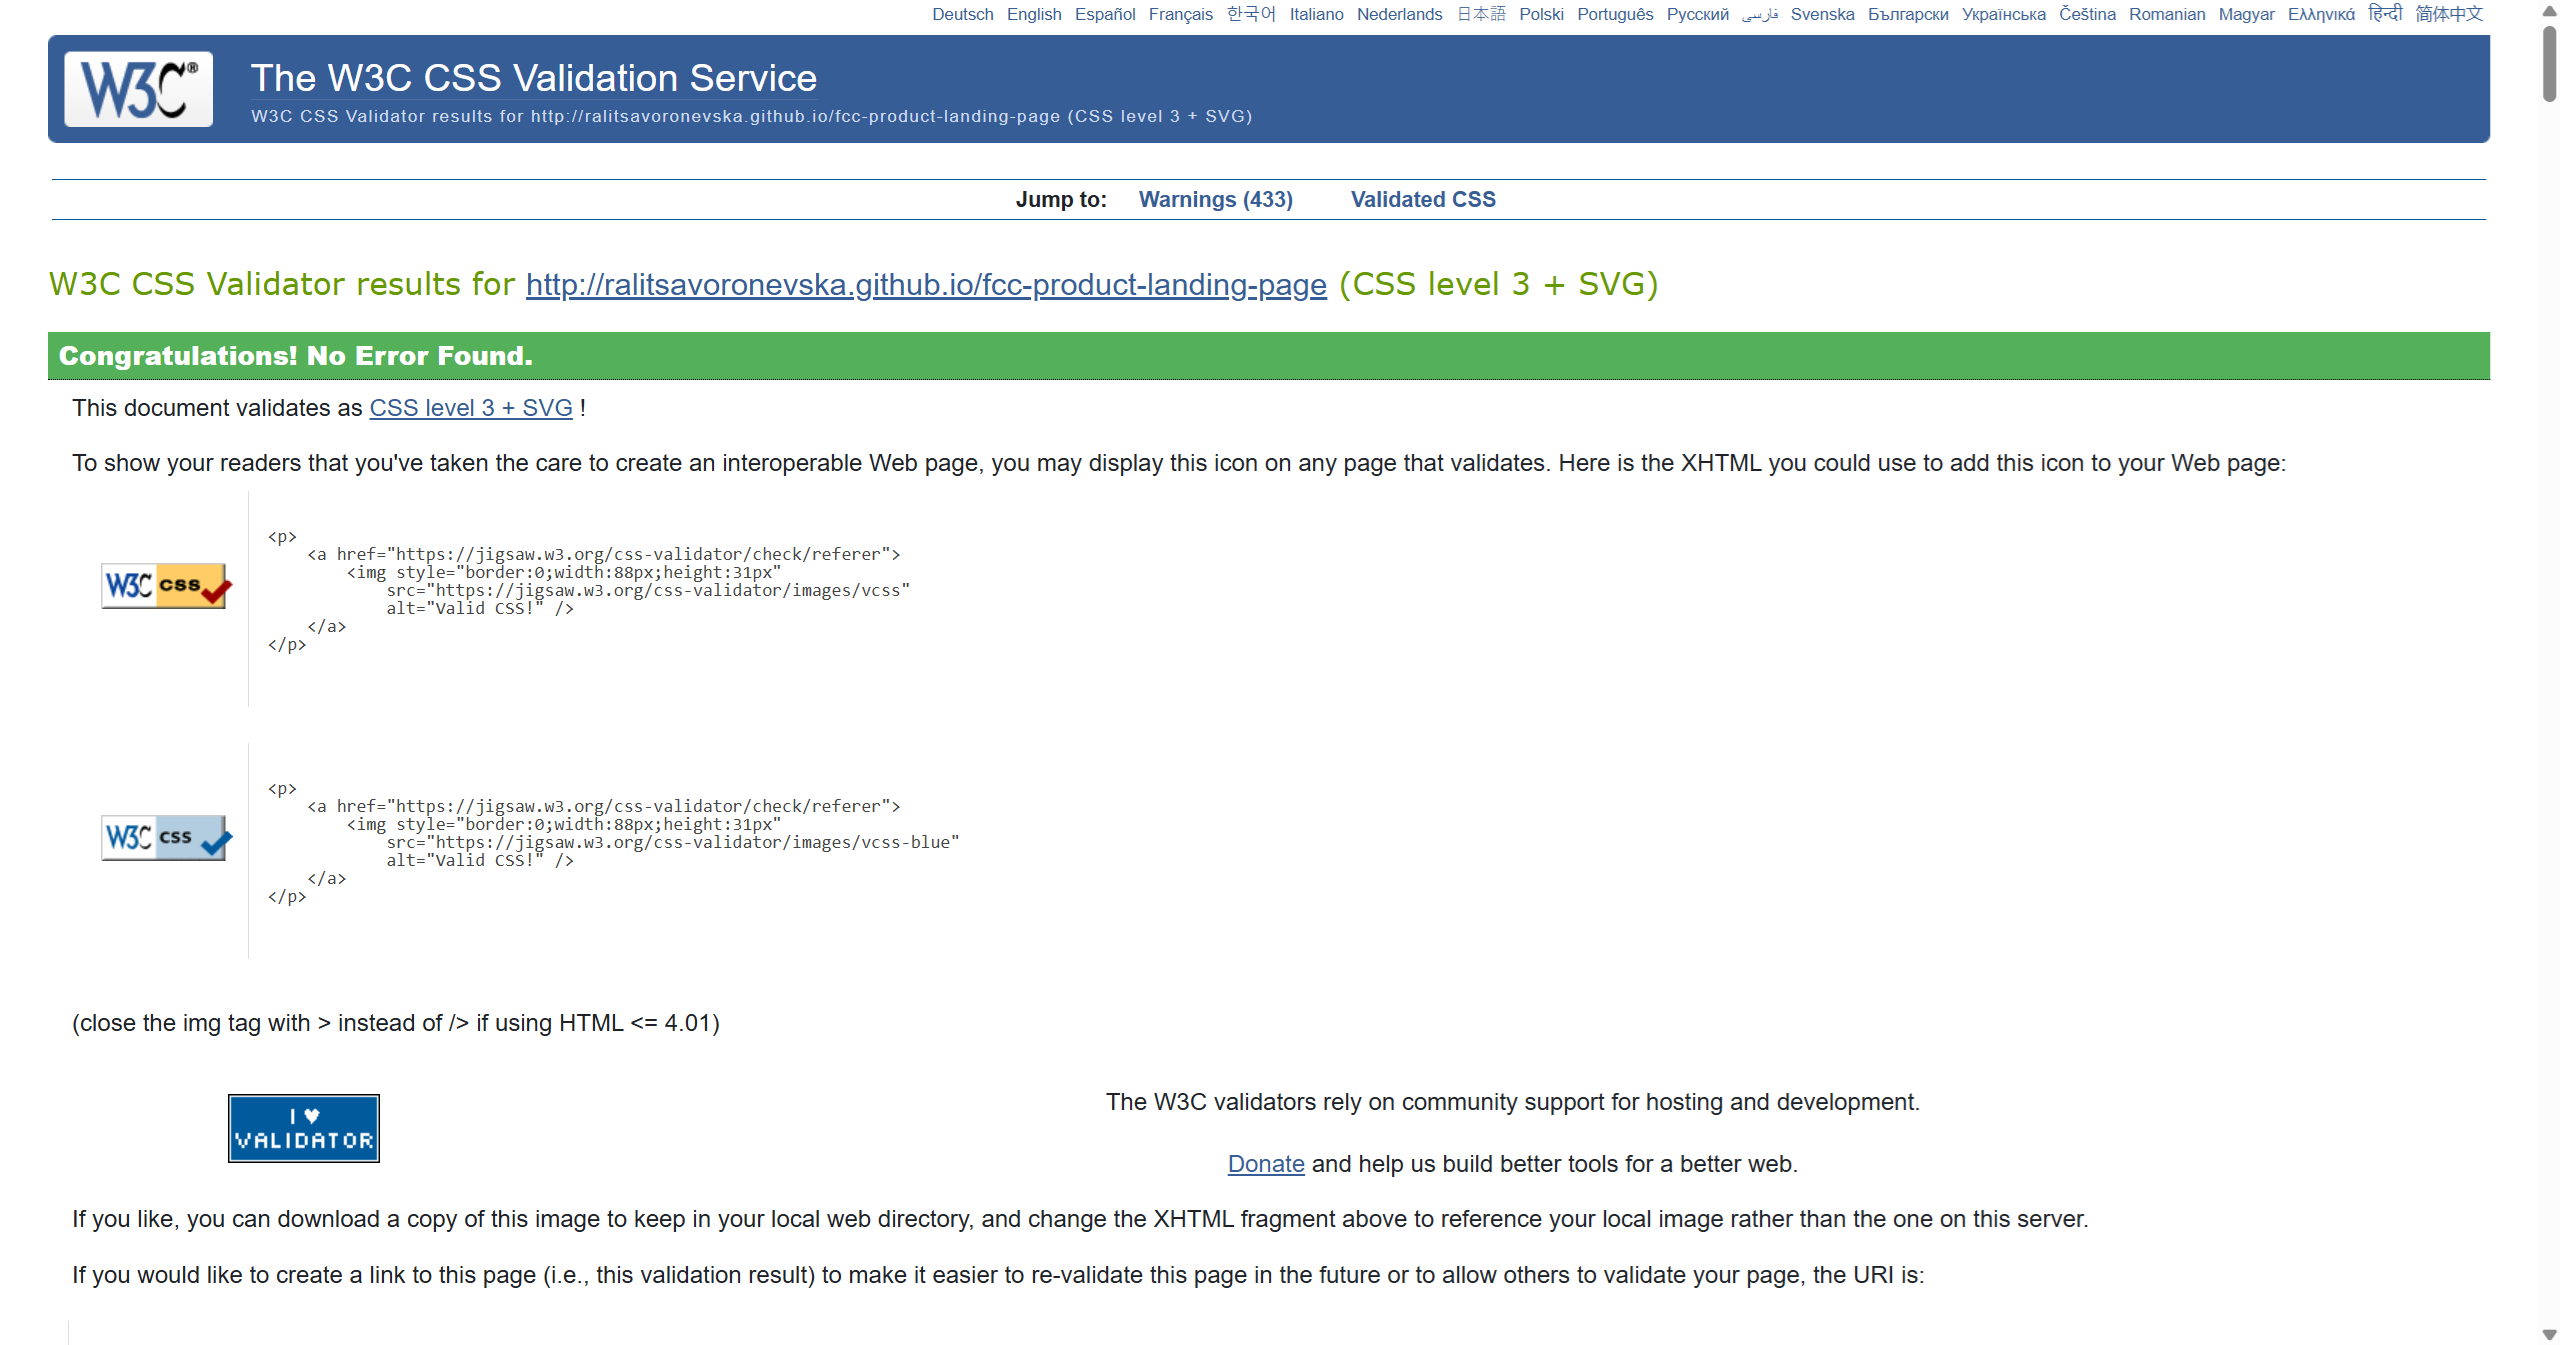 Deutsch English Español Français 한국어 Italiano Nederlands 日本語 Polski Português Русский فارسی Svenska Български Українська Čeština Romanian Magyar Ελληνικά हिन्दी 简体中文
W3C®
The W3C CSS Validation Service
W3C CSS Validator results for http://ralitsavoronevska.github.io/fcc-product-landing-page (CSS level 3 + SVG)
Jump to: Warnings (433) Validated CSS
W3C CSS Validator results for http://ralitsavoronevska.github.io/fcc-product-landing-page (CSS level 3 + SVG)
Congratulations! No Error Found.
This document validates as CSS level 3 + SVG !
To show your readers that you've taken the care to create an interoperable Web page, you may display this icon on any page that validates. Here is the XHTML you could use to add this icon to your Web page:
W3C css
<p>
<a href="https://jigsaw.w3.org/css-validator/check/referer">
<img style="border:0;width:88px;height:31px"
src="https://jigsaw.w3.org/css-validator/images/vcss"
alt="Valid CSS!" />
</a>
</p>
W3C css
<p>
<a href="https://jigsaw.w3.org/css-validator/check/referer">
<img style="border:0;width:88px;height:31px"
src="https://jigsaw.w3.org/css-validator/images/vcss-blue"
alt="Valid CSS!" />
</a>
</p>
(close the img tag with > instead of /> if using HTML <= 4.01)
I ♥
VALIDATOR
The W3C validators rely on community support for hosting and development.
Donate and help us build better tools for a better web.
If you like, you can download a copy of this image to keep in your local web directory, and change the XHTML fragment above to reference your local image rather than the one on this server.
If you would like to create a link to this page (i.e., this validation result) to make it easier to re-validate this page in the future or to allow others to validate your page, the URI is: